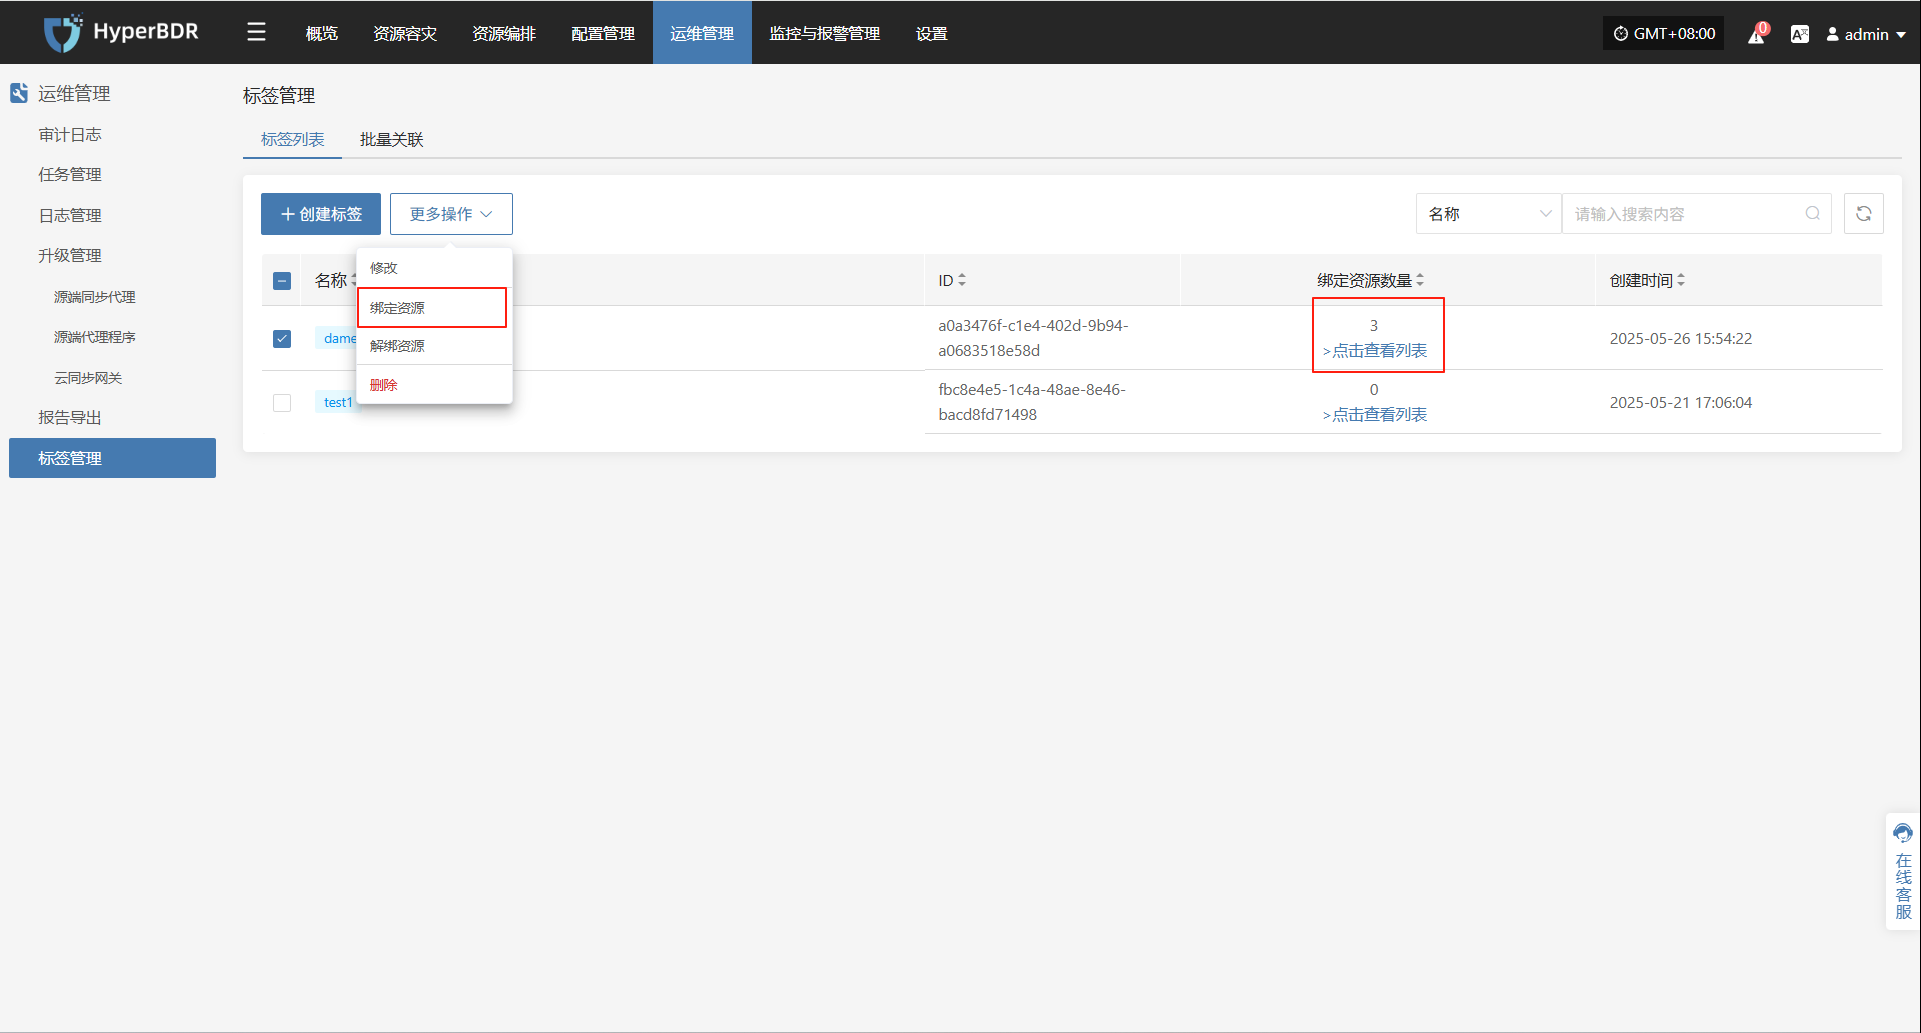 HyperBDR
概览
资源容灾
资源编排
配置管理
运维管理
监控与报警管理
设置
GMT+08:00
0
admin
运维管理
审计日志
任务管理
日志管理
升级管理
源端同步代理
源端代理程序
云同步网关
报告导出
标签管理
标签管理
标签列表
批量关联
创建标签
更多操作
名称
请输入搜索内容
修改
绑定资源
解绑资源
删除
名称
ID
绑定资源数量
创建时间
dame
a0a3476f-c1e4-402d-9b94-
a0683518e58d
3
>点击查看列表
2025-05-26 15:54:22
test1
fbc8e4e5-1c4a-48ae-8e46-
bacd8fd71498
0
>点击查看列表
2025-05-21 17:06:04
在线客服